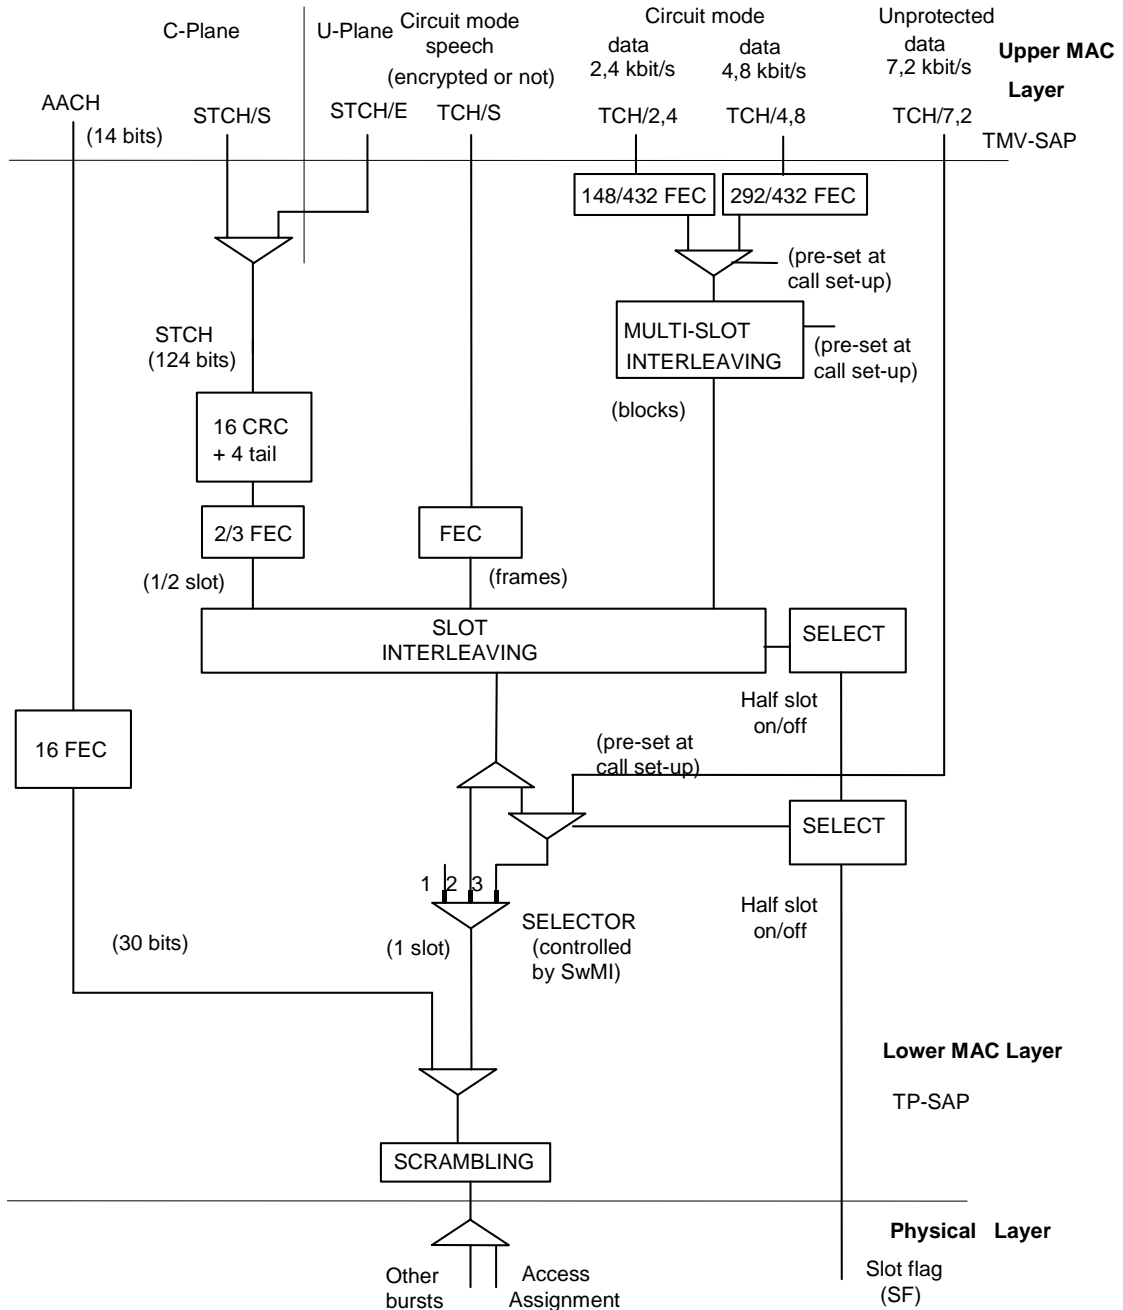 C-Plane
U-Plane
Circuit mode
speech
(encrypted or not)
Circuit mode
data
2,4 kbit/s
data
4,8 kbit/s
Unprotected
data
7,2 kbit/s
Upper MAC
Layer
AACH
(14 bits)
STCH/S
STCH/E
TCH/S
TCH/2,4
TCH/4,8
TCH/7,2
TMV-SAP
148/432 FEC
292/432 FEC
(pre-set at
call set-up)
STCH
(124 bits)
MULTI-SLOT
INTERLEAVING
(pre-set at
call set-up)
(blocks)
16 CRC
+ 4 tail
2/3 FEC
FEC
(1/2 slot)
(frames)
SLOT
INTERLEAVING
SELECT
Half slot
on/off
16 FEC
(pre-set at
call set-up)
SELECT
1 2 3
Half slot
on/off
SELECTOR
(controlled
by SwMI)
(30 bits)
(1 slot)
Lower MAC Layer
TP-SAP
SCRAMBLING
Physical Layer
Other
bursts
Access
Assignment
Slot flag
(SF)